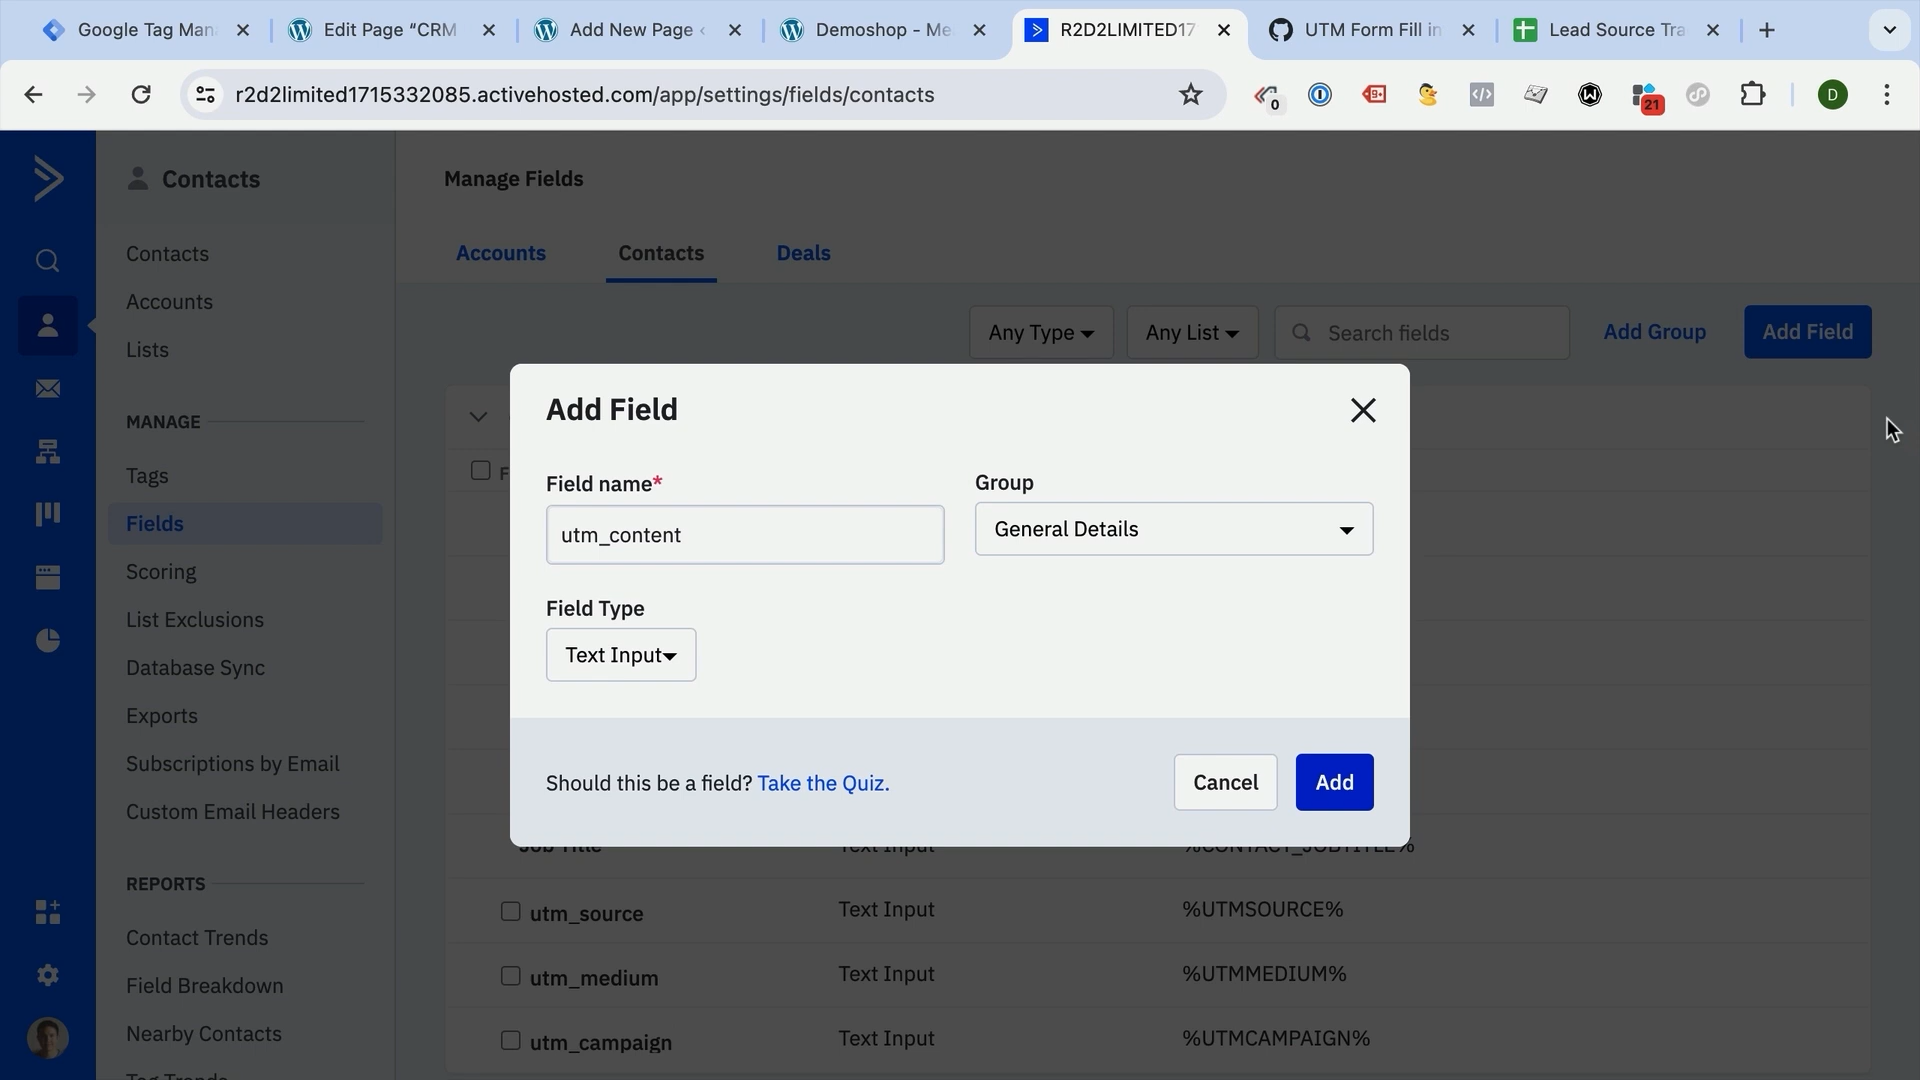 Google Tag Man
Edit Page “CRM
Add New Page ‹
Demoshop - Me
R2D2LIMITED17
UTM Form Fill in
Lead Source Tra
r2d2limited1715332085.activehosted.com/app/settings/fields/contacts
0
9+
21
D
Contacts
Manage Fields
Contacts
Accounts
Lists
Accounts
Contacts
Deals
Any Type
Any List
Search fields
Add Group
Add Field
MANAGE
Tags
Fields
Scoring
List Exclusions
Database Sync
Exports
Subscriptions by Email
Custom Email Headers
REPORTS
Contact Trends
Field Breakdown
Nearby Contacts
Tag Trends
Add Field
Field name*
Group
utm_content
General Details
Field Type
Text Input
Should this be a field? Take the Quiz.
Cancel
Add
Job Title
Text Input
%CONTACT_JOBTITLE%
utm_source
Text Input
%UTMSOURCE%
utm_medium
Text Input
%UTMMEDIUM%
utm_campaign
Text Input
%UTMCAMPAIGN%